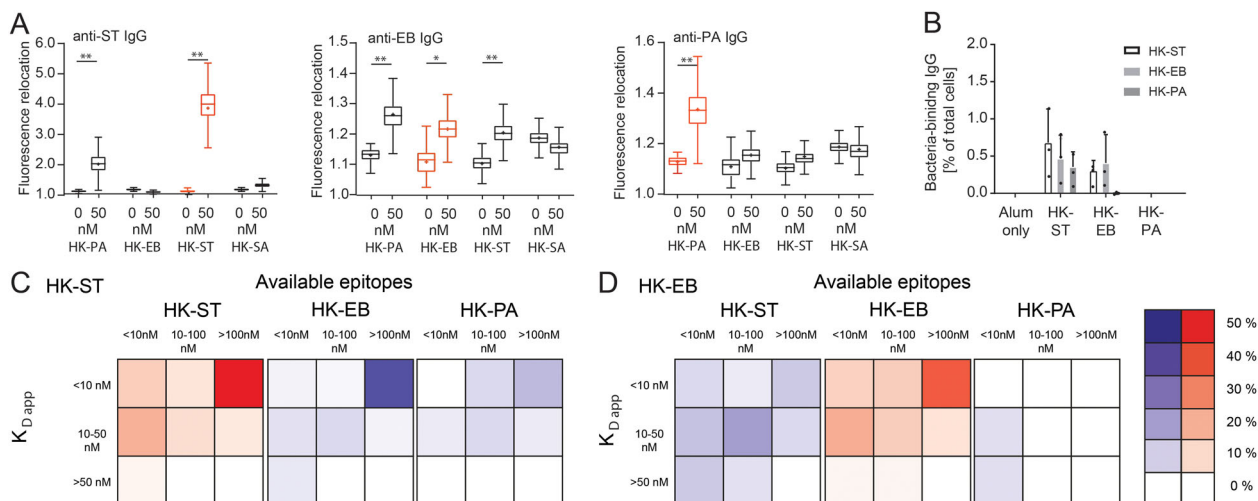 A
anti-ST IgG
Fluorescence relocation
6.0
5.0
4.0
3.0
2.0
1.0
**
**
0 50 0 50 0 50 0 50
nM nM nM nM
HK-PA HK-EB HK-ST HK-SA
anti-EB IgG
Fluorescence relocation
1.5
1.4
1.3
1.2
1.1
1.0
** * **
0 50 0 50 0 50 0 50
nM nM nM nM
HK-PA HK-EB HK-ST HK-SA
anti-PA IgG
Fluorescence relocation
1.6
1.4
1.2
1.0
**
0 50 0 50 0 50 0 50
nM nM nM nM
HK-PA HK-EB HK-ST HK-SA
B
Bacteria-binidng IgG
[% of total cells]
2.0
1.5
1.0
0.5
0.0
HK-ST
HK-EB
HK-PA
Alum HK- HK- HK-
only ST EB PA
C HK-ST Available epitopes
HK-ST HK-EB HK-PA
<10nM 10-100 >100nM <10nM 10-100 >100nM <10nM 10-100 >100nM
nM nM nM
K D app
<10 nM
10-50
nM
>50 nM
D HK-EB Available epitopes
HK-ST HK-EB HK-PA
<10nM 10-100 >100nM <10nM 10-100 >100nM <10nM 10-100 >100nM
nM nM nM
K D app
<10 nM
10-50
nM
>50 nM
50 %
40 %
30 %
20 %
10 %
0 %